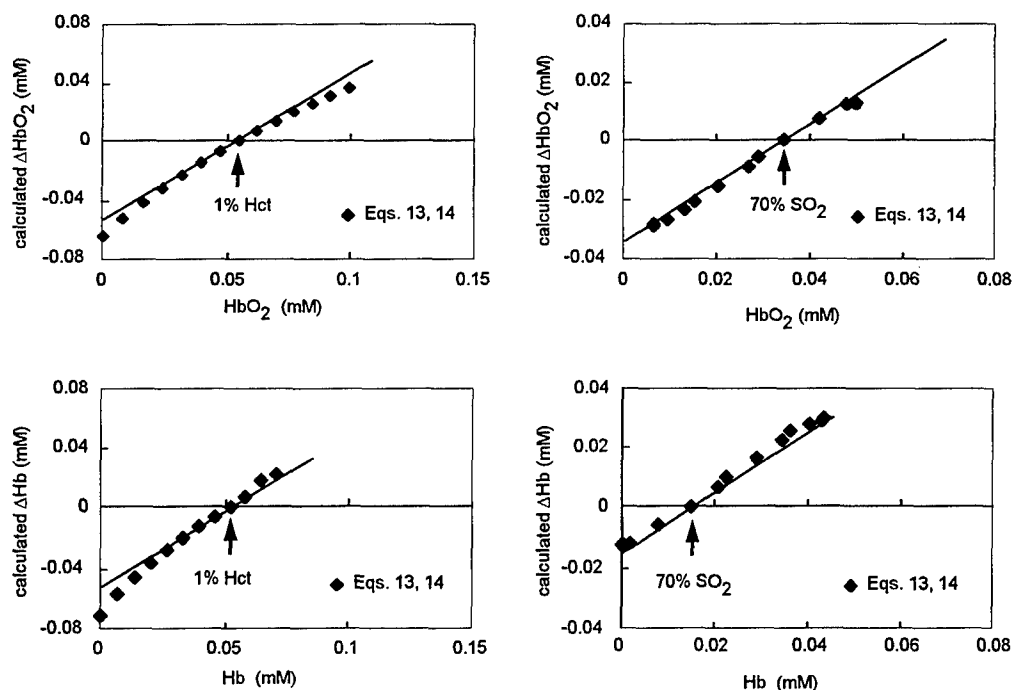 calculated ΔHbO₂ (mM)
0.08
0.04
0
-0.04
-0.08
1% Hct
Eqs. 13, 14
0
0.05
0.1
0.15
HbO₂ (mM)
calculated ΔHbO₂ (mM)
0.04
0.02
0
-0.02
-0.04
70% SO₂
Eqs. 13, 14
0
0.02
0.04
0.06
0.08
HbO₂ (mM)
calculated ΔHb (mM)
0.08
0.04
0
-0.04
-0.08
1% Hct
Eqs. 13, 14
0
0.05
0.1
0.15
Hb (mM)
calculated ΔHb (mM)
0.04
0.02
0
-0.02
-0.04
70% SO₂
Eqs. 13, 14
0
0.02
0.04
0.06
0.08
Hb (mM)